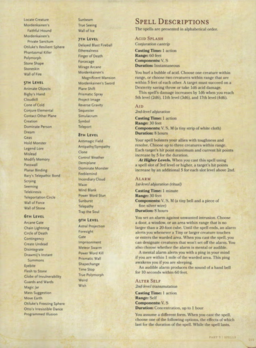 Locate Creature
Mordenkainen's
Faithful Hound
Mordenkainen's
Private Sanctum
Otiluke's Resilient Sphere
Phantasmal Killer
Polymorph
Stone Shape
Stoneskin
Wall of Fire
5th Level
Animate Objects
Bigby's Hand
Cloudkill
Cone of Cold
Conjure Elemental
Contact Other Plane
Creation
Dominate Person
Dream
Geas
Hold Monster
Legend Lore
Mislead
Modify Memory
Passwall
Planar Binding
Rary's Telepathic Bond
Scrying
Seeming
Telekinesis
Teleportation Circle
Wall of Force
Wall of Stone
6th Level
Arcane Gate
Chain Lightning
Circle of Death
Contingency
Create Undead
Disintegrate
Drawmij's Instant
Summons
Eyebite
Flesh to Stone
Globe of Invulnerability
Guards and Wards
Magic Jar
Mass Suggestion
Move Earth
Otiluke's Freezing Sphere
Otto's Irresistible Dance
Programmed Illusion
Sunbeam
True Seeing
Wall of Ice
7th Level
Delayed Blast Fireball
Etherealness
Finger of Death
Forcecage
Mirage Arcane
Mordenkainen's
Magnificent Mansion
Mordenkainen's Sword
Plane Shift
Prismatic Spray
Project Image
Reverse Gravity
Sequester
Simulacrum
Symbol
Teleport
8th Level
Antimagic Field
Antipathy/Sympathy
Clone
Control Weather
Demiplane
Dominate Monster
Feeblemind
Incendiary Cloud
Maze
Mind Blank
Power Word Stun
Sunburst
Telepathy
Trap the Soul
9th Level
Astral Projection
Foresight
Gate
Imprisonment
Meteor Swarm
Power Word Kill
Prismatic Wall
Shapechange
Time Stop
True Polymorph
Weird
Wish
Spell Descriptions
The spells are presented in alphabetical order.
Acid Splash
Conjuration cantrip
Casting Time: 1 action
Range: 60 feet
Components: V, S
Duration: Instantaneous
You hurl a bubble of acid. Choose one creature within
range, or choose two creatures within range that are
within 5 feet of each other. A target must succeed on a
Dexterity saving throw or take 1d6 acid damage.
This spell's damage increases by 1d6 when you reach
5th level (2d6), 11th level (3d6), and 17th level (4d6).
Aid
2nd-level abjuration
Casting Time: 1 action
Range: 30 feet
Components: V, S, M (a tiny strip of white cloth)
Duration: 8 hours
Your spell bolsters your allies with toughness and
resolve. Choose up to three creatures within range.
Each target's hit point maximum and current hit points
increase by 5 for the duration.
At Higher Levels. When you cast this spell using
a spell slot of 3rd level or higher, a target's hit points
increase by an additional 5 for each slot level above 2nd.
Alarm
1st-level abjuration (ritual)
Casting Time: 1 minute
Range: 30 feet
Components: V, S, M (a tiny bell and a piece of
fine silver wire)
Duration: 8 hours
You set an alarm against unwanted intrusion. Choose
a door, a window, or an area within range that is no
larger than a 20-foot cube. Until the spell ends, an alarm
alerts you whenever a Tiny or larger creature touches
or enters the warded area. When you cast the spell, you
can designate creatures that won't set off the alarm. You
also choose whether the alarm is mental or audible.
A mental alarm alerts you with a ping in your mind
if you are within 1 mile of the warded area. This ping
awakens you if you are sleeping.
An audible alarm produces the sound of a hand bell
for 10 seconds within 60 feet.
Alter Self
2nd-level transmutation
Casting Time: 1 action
Range: Self
Components: V, S
Duration: Concentration, up to 1 hour
You assume a different form. When you cast the spell,
choose one of the following options, the effects of which
last for the duration of the spell. While the spell lasts,